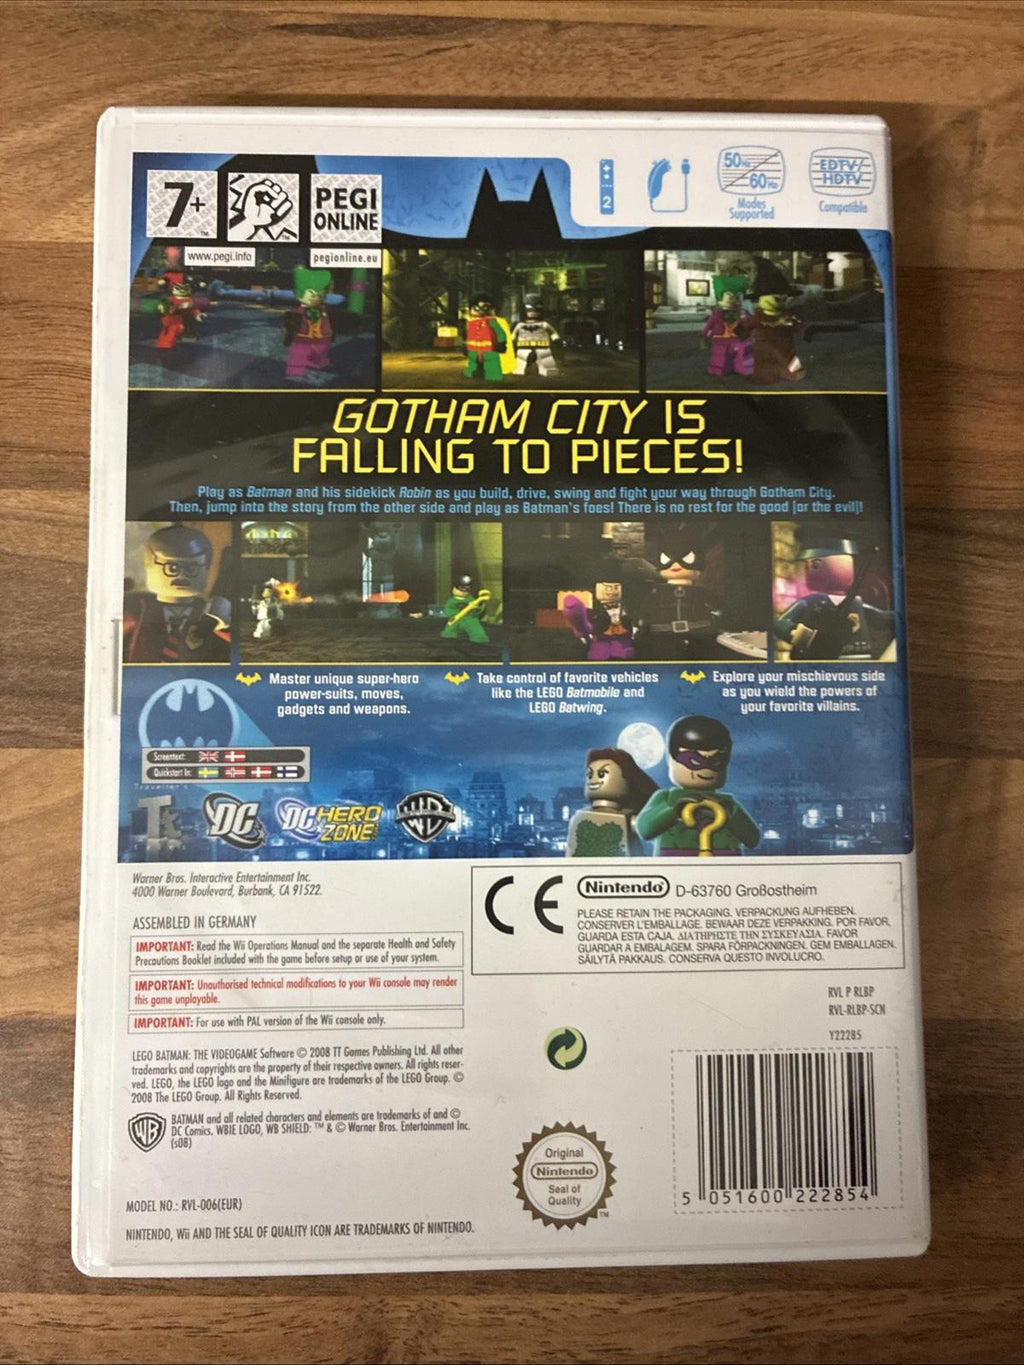 7+
PEGI
ONLINE
www.pegi.info
pegionline.eu
2
50Hz
60Hz
Modes
Supported
EDTV/
HDTV
Compatible
GOTHAM CITY IS
FALLING TO PIECES!
Play as Batman and his sidekick Robin as you build, drive, swing and fight your way through Gotham City.
Then, jump into the story from the other side and play as Batman's foes! There is no rest for the good (or the evil)!
Master unique super-hero
power-suits, moves,
gadgets and weapons.
Take control of favorite vehicles
like the LEGO Batmobile and
LEGO Batwing.
Explore your mischievous side
as you wield the powers of
your favorite villains.
Screentext:
Quickstart In:
Traveller's
TT
DC
DC HERO
ZONE
WB
Warner Bros. Interactive Entertainment Inc.
4000 Warner Boulevard, Burbank, CA 91522.
ASSEMBLED IN GERMANY
IMPORTANT: Read the Wii Operations Manual and the separate Health and Safety
Precautions Booklet included with the game before setup or use of your system.
IMPORTANT: Unauthorised technical modifications to your Wii console may render
this game unplayable.
IMPORTANT: For use with PAL version of the Wii console only.
LEGO BATMAN: THE VIDEOGAME Software © 2008 TT Games Publishing Ltd. All other
trademarks and copyrights are the property of their respective owners. All rights reser-
ved. LEGO, the LEGO logo and the Minifigure are trademarks of the LEGO Group. ©
2008 The LEGO Group. All Rights Reserved.
WB
BATMAN and all related characters and elements are trademarks of and ©
DC Comics. WBIE LOGO, WB SHIELD: ™ & © Warner Bros. Entertainment Inc.
(s08)
MODEL NO.: RVL-006(EUR)
NINTENDO, Wii AND THE SEAL OF QUALITY ICON ARE TRADEMARKS OF NINTENDO.
CE
Nintendo D-63760 Großostheim
PLEASE RETAIN THE PACKAGING. VERPACKUNG AUFHEBEN.
CONSERVER L'EMBALLAGE. BEWAAR DEZE VERPAKKING. POR FAVOR,
GUARDA ESTA CAJA. ΔΙΑΤΗΡΗΣΤΕ ΤΗΝ ΣΥΣΚΕΥΑΣΙΑ. FAVOR
GUARDAR A EMBALAGEM. SPARA FÖRPACKNINGEN. GEM EMBALLAGEN.
SÄILYTÄ PAKKAUS. CONSERVA QUESTO INVOLUCRO.
RVL P RLBP
RVL-RLBP-SCN
Y22285
Original
Nintendo
Seal of
Quality
TM
5 051600 222854